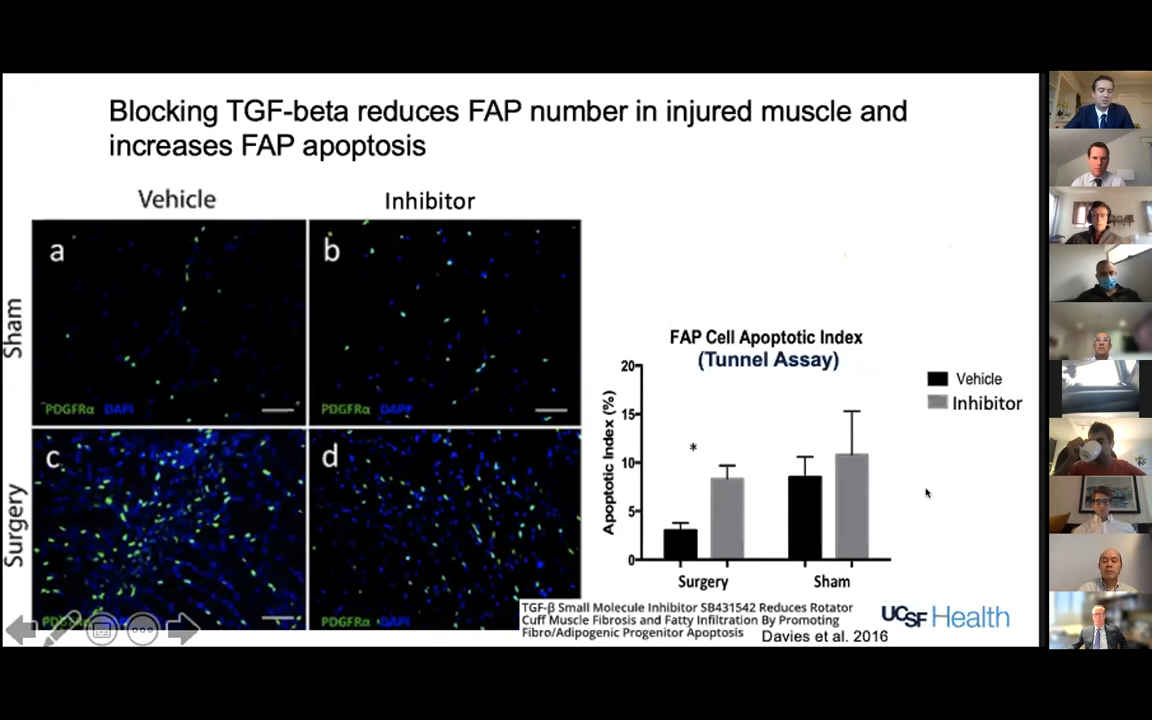 Blocking TGF-beta reduces FAP number in injured muscle and
increases FAP apoptosis
Vehicle
Inhibitor
Sham
a
PDGFRα DAPI
b
PDGFRα DAPI
Surgery
c
d
PDGFRα DAPI
FAP Cell Apoptotic Index
(Tunnel Assay)
Apoptotic Index (%)
20
15
10
5
0
*
Surgery
Sham
Vehicle
Inhibitor
TGF-β Small Molecule Inhibitor SB431542 Reduces Rotator
Cuff Muscle Fibrosis and Fatty Infiltration By Promoting
Fibro/Adipogenic Progenitor Apoptosis
Davies et al. 2016
UCSF Health